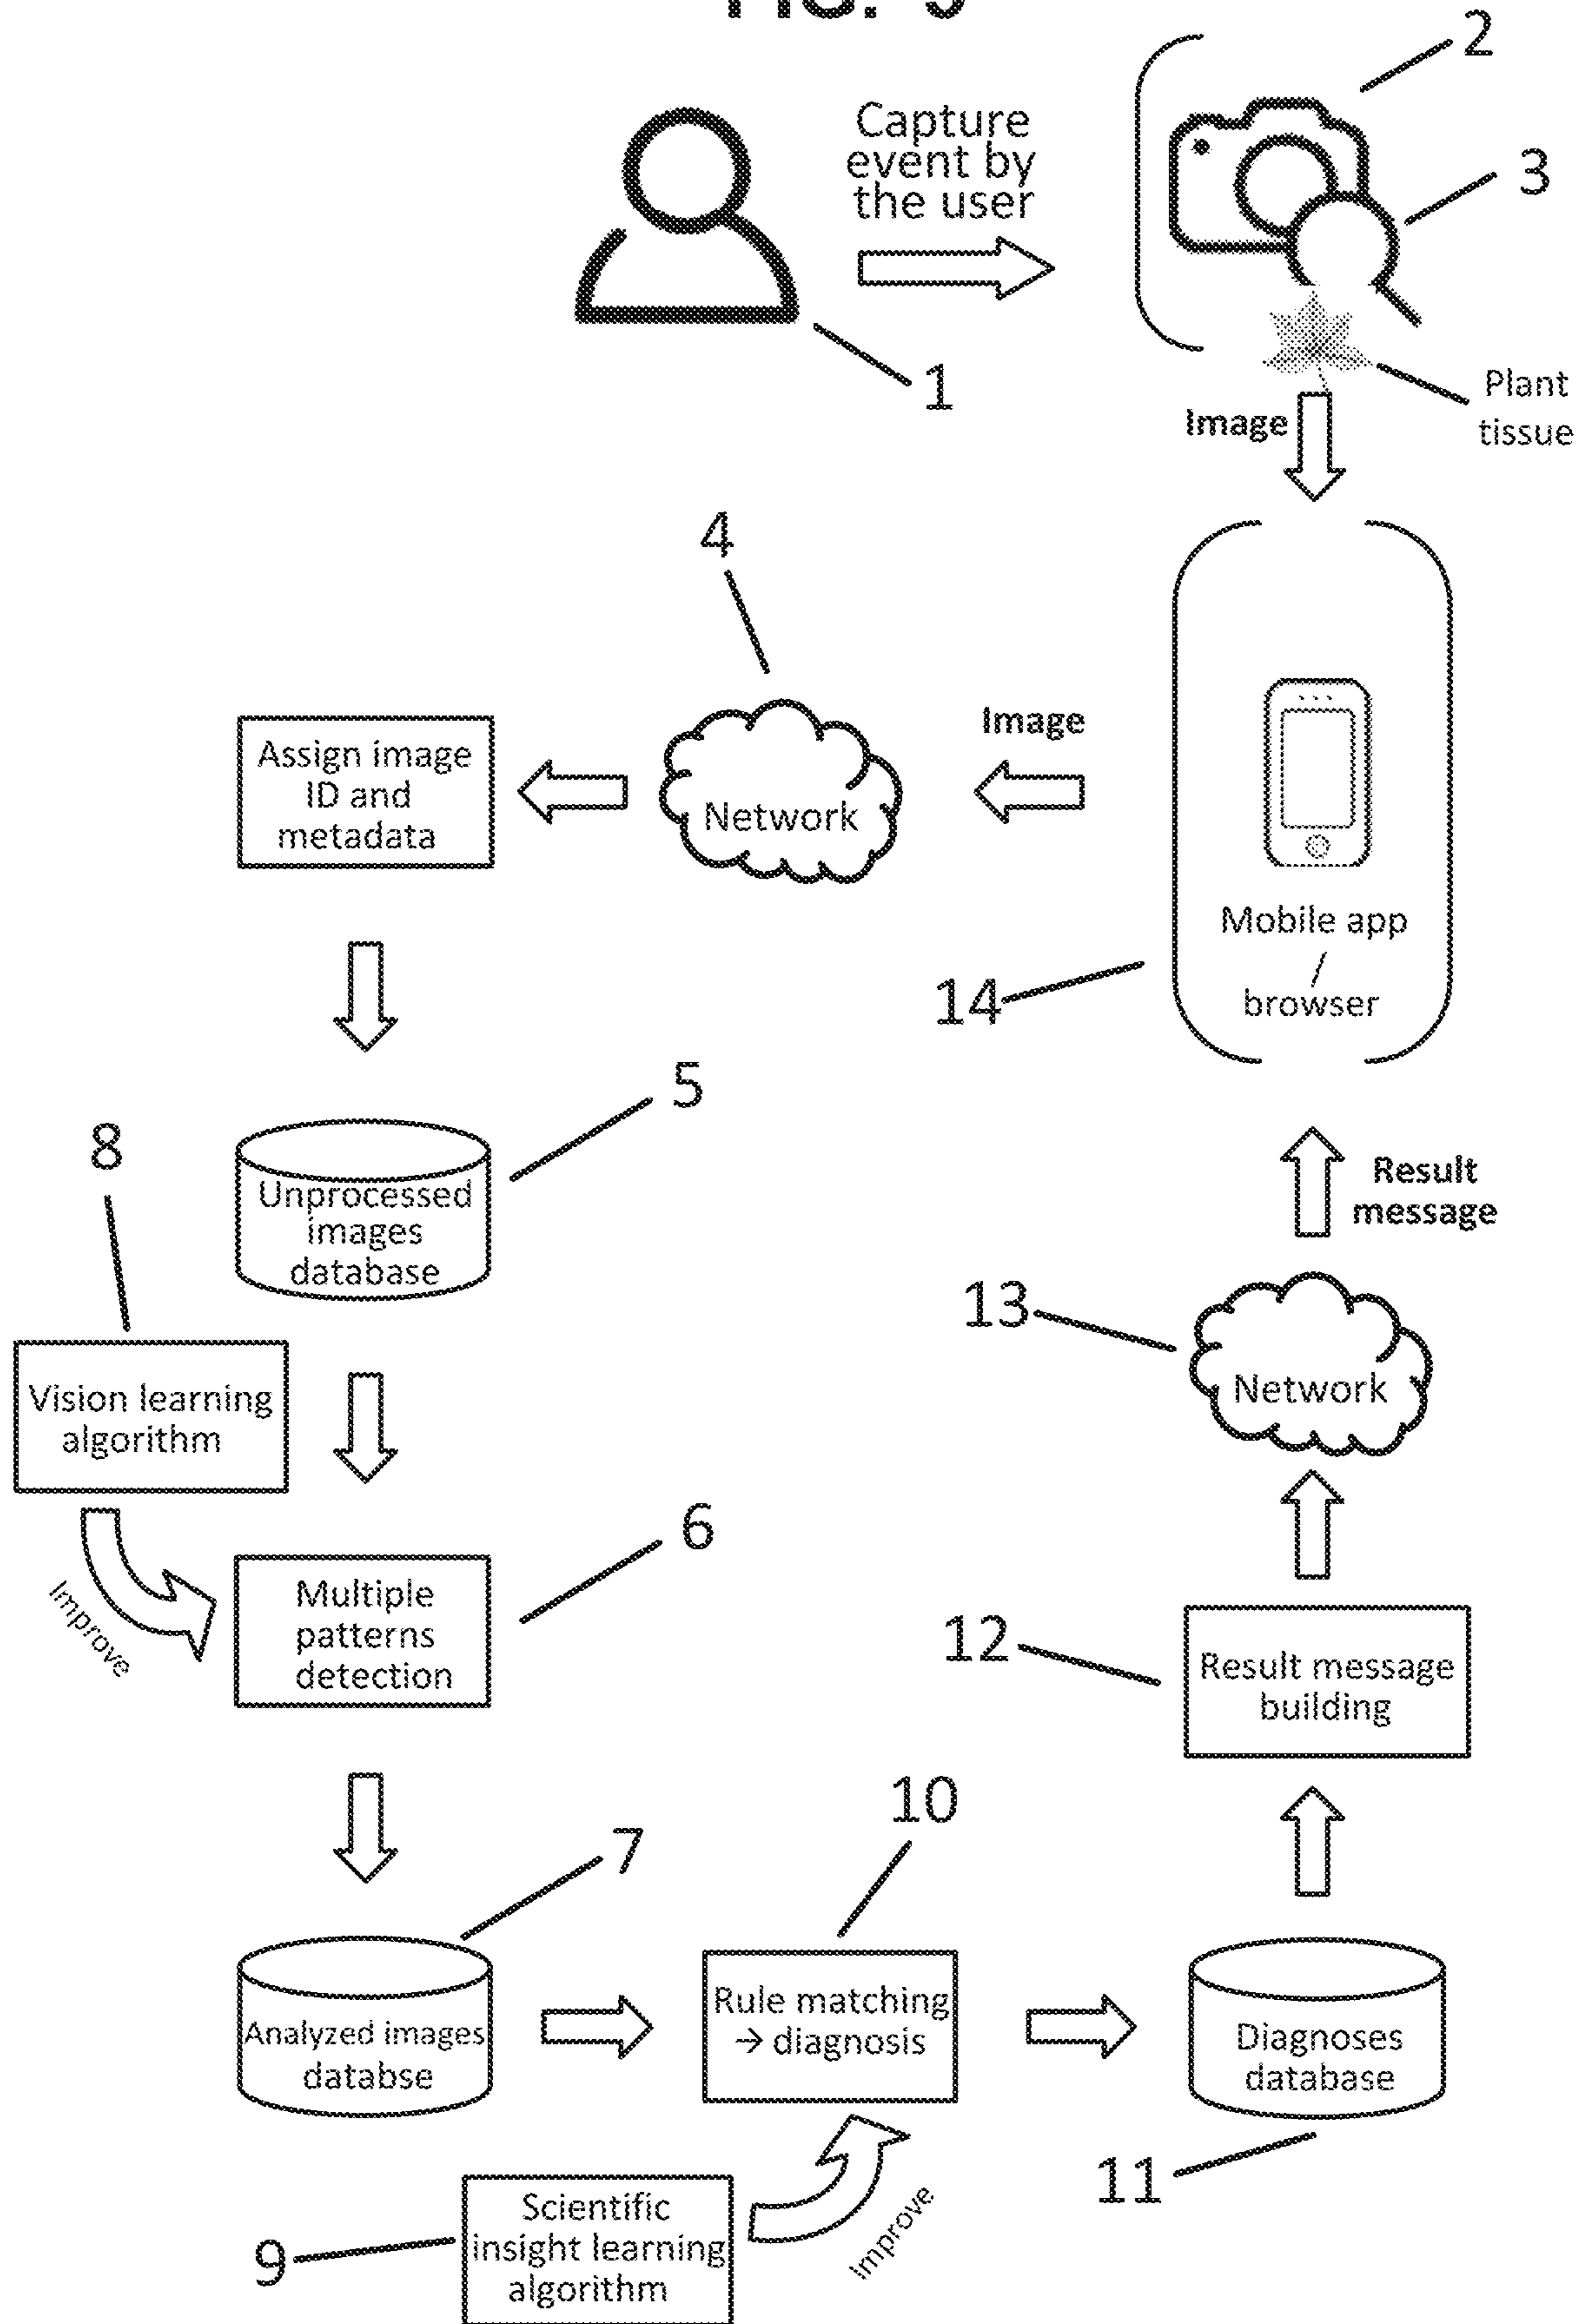 2
Capture
event by
the user
3
1
Plant
tissue
Image
4
Image
Assign image
ID and
metadata
Network
Mobile app
/
browser
14
5
8
Unprocessed
images
database
Result
message
13
Vision learning
algorithm
Network
6
Improve
Multiple
patterns
detection
12
Result message
building
10
7
Rule matching
→ diagnosis
Analyzed images
databse
Diagnoses
database
11
Scientific
insight learning
algorithm
Improve
9